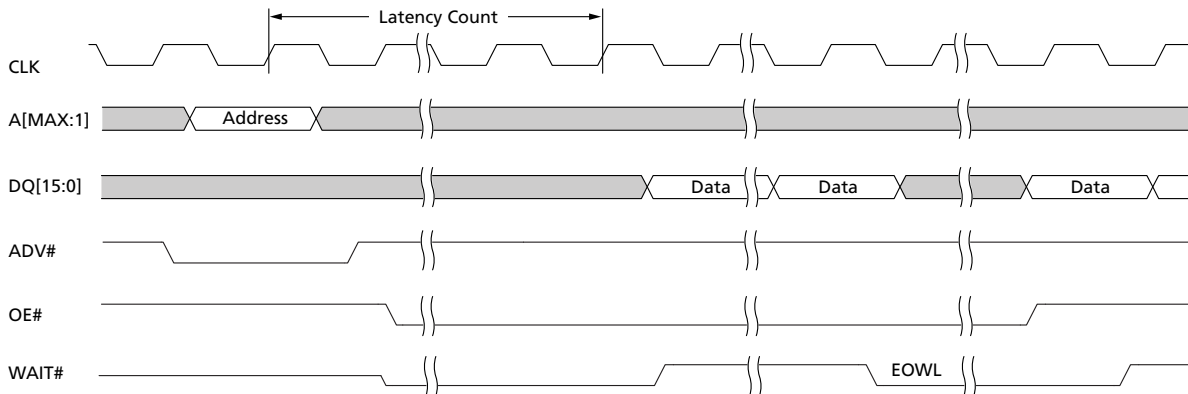 Latency Count
CLK
A[MAX:1] Address
DQ[15:0] Data Data Data
ADV#
OE#
WAIT# EOWL